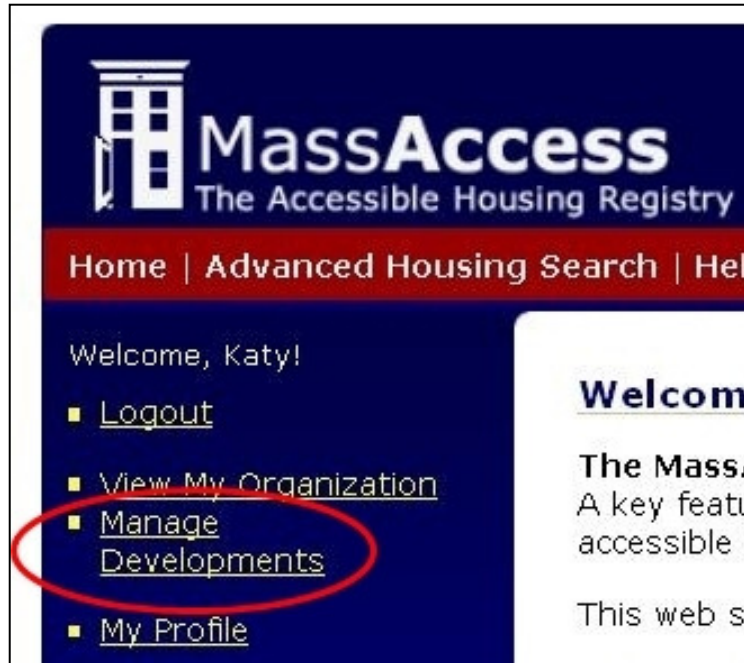 MassAccess
The Accessible Housing Registry
Home | Advanced Housing Search | Hel
Welcome, Katy!
Logout
View My Organization
Manage
Developments
My Profile
Welcom
The Mass
A key featu
accessible
This web s